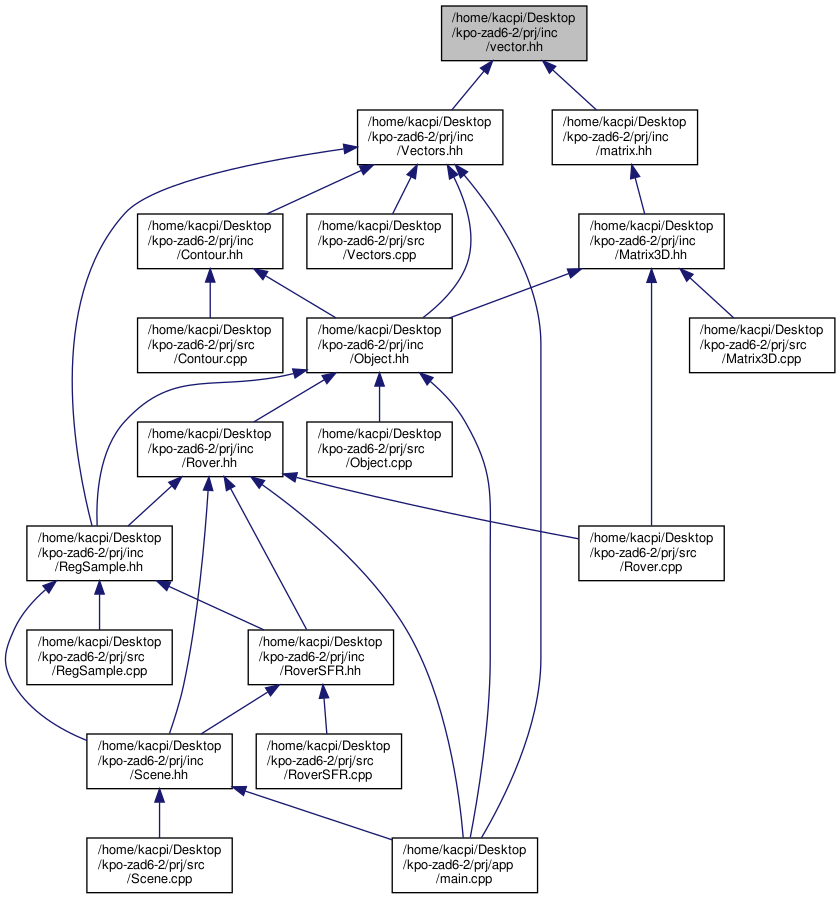 /home/kacpi/Desktop
/kpo-zad6-2/prj/inc
/vector.hh
/home/kacpi/Desktop
/kpo-zad6-2/prj/inc
/Vectors.hh
/home/kacpi/Desktop
/kpo-zad6-2/prj/inc
/matrix.hh
/home/kacpi/Desktop
/kpo-zad6-2/prj/inc
/Contour.hh
/home/kacpi/Desktop
/kpo-zad6-2/prj/src
/Vectors.cpp
/home/kacpi/Desktop
/kpo-zad6-2/prj/inc
/Matrix3D.hh
/home/kacpi/Desktop
/kpo-zad6-2/prj/src
/Contour.cpp
/home/kacpi/Desktop
/kpo-zad6-2/prj/inc
/Object.hh
/home/kacpi/Desktop
/kpo-zad6-2/prj/src
/Matrix3D.cpp
/home/kacpi/Desktop
/kpo-zad6-2/prj/inc
/Rover.hh
/home/kacpi/Desktop
/kpo-zad6-2/prj/src
/Object.cpp
/home/kacpi/Desktop
/kpo-zad6-2/prj/inc
/RegSample.hh
/home/kacpi/Desktop
/kpo-zad6-2/prj/src
/Rover.cpp
/home/kacpi/Desktop
/kpo-zad6-2/prj/src
/RegSample.cpp
/home/kacpi/Desktop
/kpo-zad6-2/prj/inc
/RoverSFR.hh
/home/kacpi/Desktop
/kpo-zad6-2/prj/inc
/Scene.hh
/home/kacpi/Desktop
/kpo-zad6-2/prj/src
/RoverSFR.cpp
/home/kacpi/Desktop
/kpo-zad6-2/prj/src
/Scene.cpp
/home/kacpi/Desktop
/kpo-zad6-2/prj/app
/main.cpp